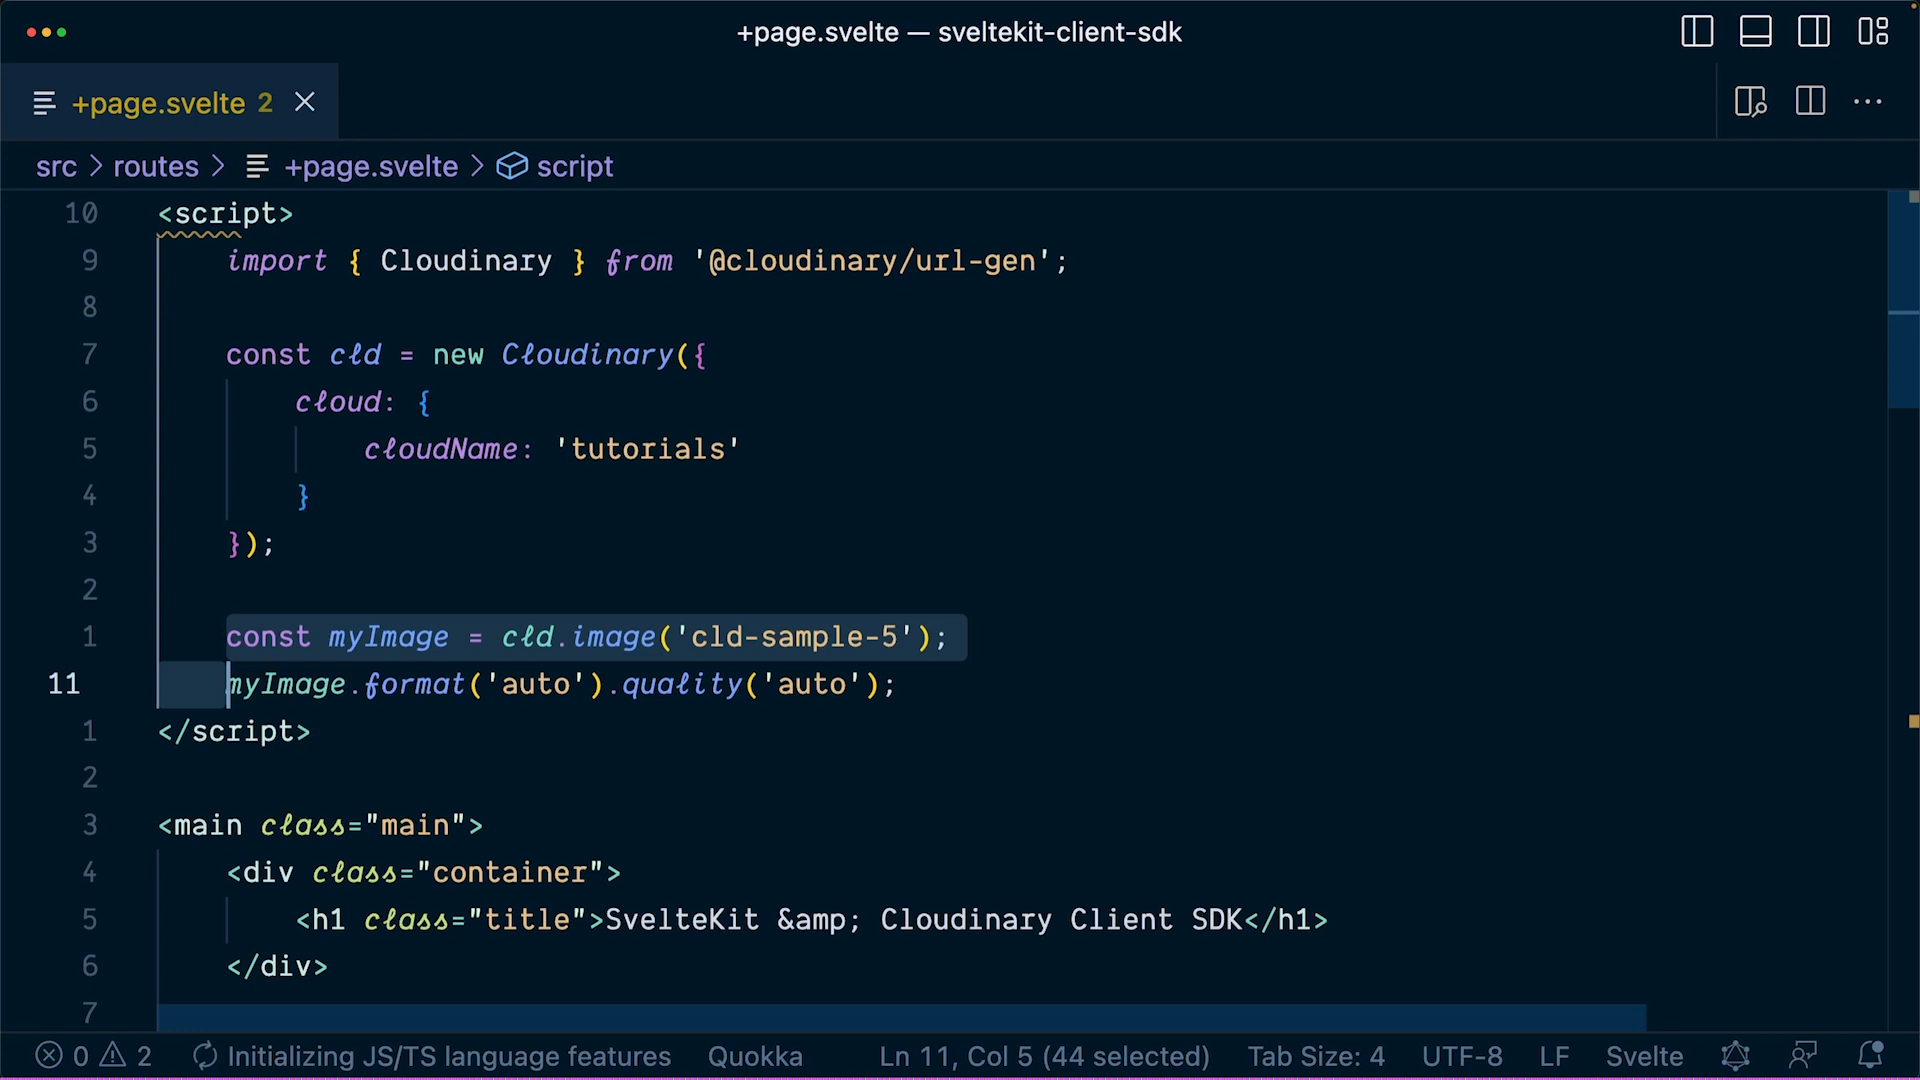 +page.svelte — sveltekit-client-sdk
+page.svelte 2
src > routes > +page.svelte > script
10 <script>
9 import { Cloudinary } from '@cloudinary/url-gen';
8
7 const cld = new Cloudinary({
6 cloud: {
5 cloudName: 'tutorials'
4 }
3 });
2
1 const myImage = cld.image('cld-sample-5');
11 myImage.format('auto').quality('auto');
1 </script>
2
3 <main class="main">
4 <div class="container">
5 <h1 class="title">SvelteKit &amp; Cloudinary Client SDK</h1>
6 </div>
7
0 2 Initializing JS/TS language features Quokka Ln 11, Col 5 (44 selected) Tab Size: 4 UTF-8 LF Svelte